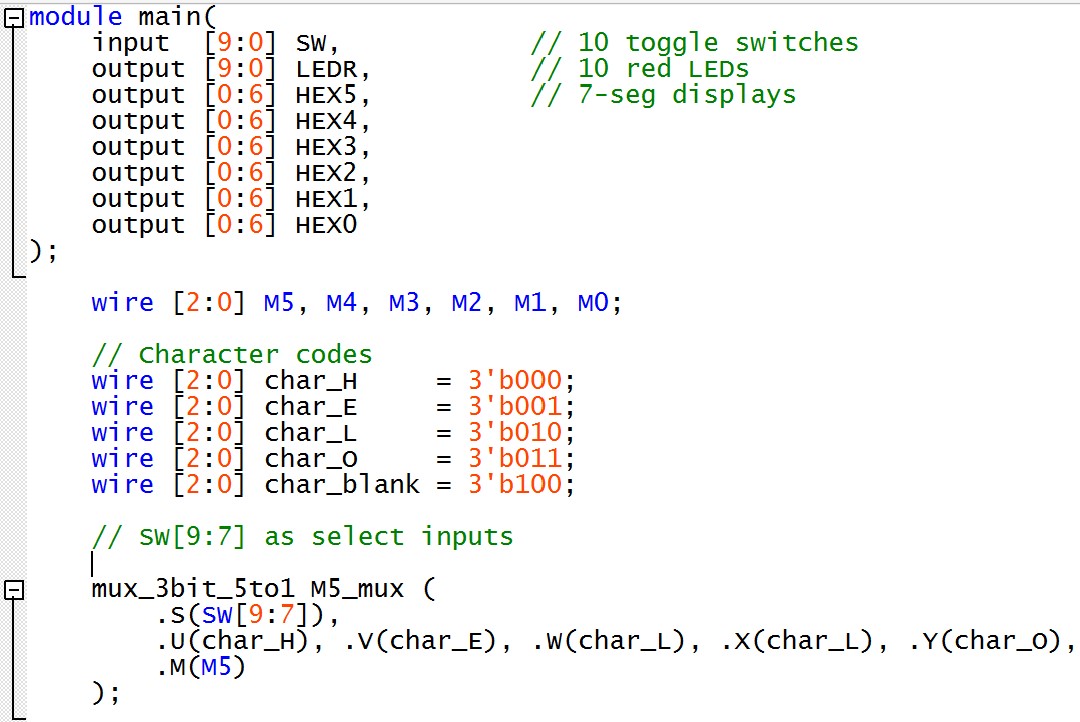 module main(
    input  [9:0] SW,            // 10 toggle switches
    output [9:0] LEDR,          // 10 red LEDs
    output [0:6] HEX5,          // 7-seg displays
    output [0:6] HEX4,
    output [0:6] HEX3,
    output [0:6] HEX2,
    output [0:6] HEX1,
    output [0:6] HEX0
);
    wire [2:0] M5, M4, M3, M2, M1, M0;
    // Character codes
    wire [2:0] char_H     = 3'b000;
    wire [2:0] char_E     = 3'b001;
    wire [2:0] char_L     = 3'b010;
    wire [2:0] char_O     = 3'b011;
    wire [2:0] char_blank = 3'b100;
    // SW[9:7] as select inputs
    mux_3bit_5to1 M5_mux (
        .S(SW[9:7]),
        .U(char_H), .V(char_E), .W(char_L), .X(char_L), .Y(char_O),
        .M(M5)
    );